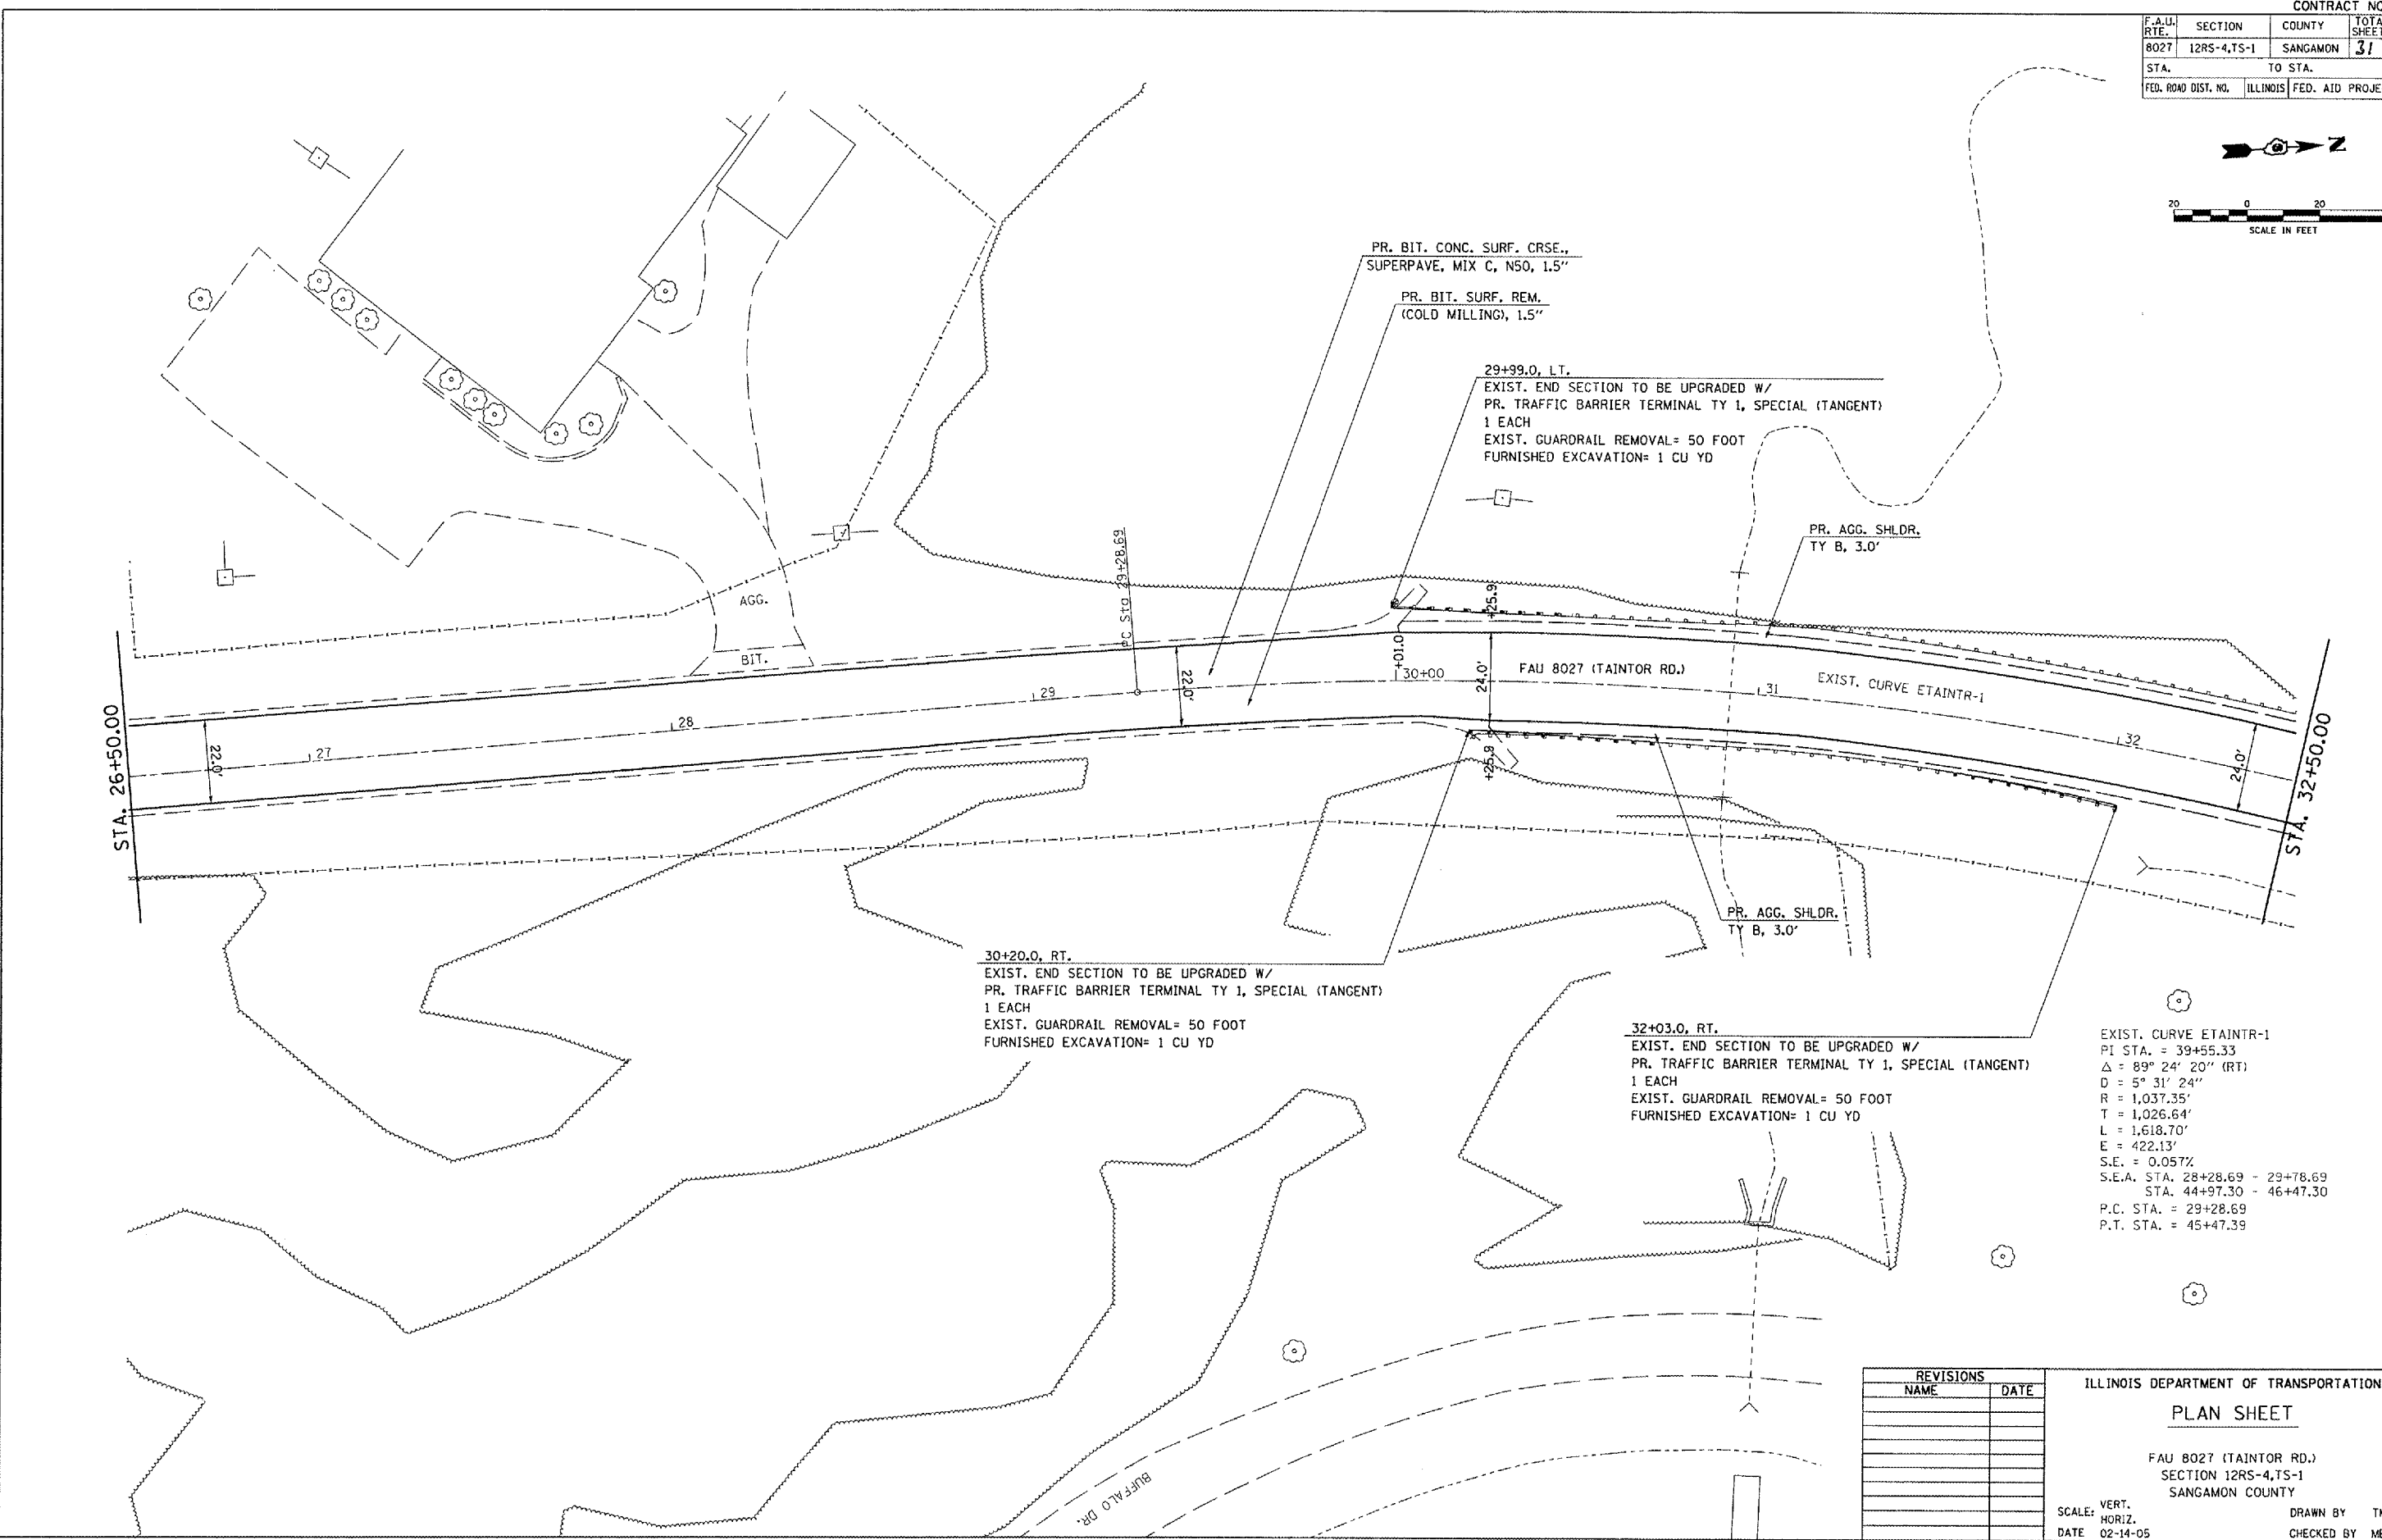 CONTRACT NO
F.A.U. RTE. SECTION COUNTY TOTA SHEET
8027 12RS-4,TS-1 SANGAMON 31
STA. TO STA.
FED. ROAD DIST. NO. ILLINOIS FED. AID PROJE
N
20 0 20
SCALE IN FEET
PR. BIT. CONC. SURF. CRSE.,
SUPERPAVE, MIX C, N50, 1.5"
PR. BIT. SURF. REM.
(COLD MILLING), 1.5"
29+99.0, LT.
EXIST. END SECTION TO BE UPGRADED W/
PR. TRAFFIC BARRIER TERMINAL TY 1, SPECIAL (TANGENT)
1 EACH
EXIST. GUARDRAIL REMOVAL= 50 FOOT
FURNISHED EXCAVATION= 1 CU YD
PR. AGG. SHLDR.
TY B, 3.0'
PC Sta 29+28.69
AGG.
BIT.
+25.9
+01.0
30+00
24.0'
FAU 8027 (TAINTOR RD.)
31
EXIST. CURVE ETAINTR-1
32
24.0'
STA. 32+50.00
STA. 26+50.00
22.0'
27
28
29
22.0'
+25.9
PR. AGG. SHLDR.
TY B, 3.0'
30+20.0, RT.
EXIST. END SECTION TO BE UPGRADED W/
PR. TRAFFIC BARRIER TERMINAL TY 1, SPECIAL (TANGENT)
1 EACH
EXIST. GUARDRAIL REMOVAL= 50 FOOT
FURNISHED EXCAVATION= 1 CU YD
32+03.0, RT.
EXIST. END SECTION TO BE UPGRADED W/
PR. TRAFFIC BARRIER TERMINAL TY 1, SPECIAL (TANGENT)
1 EACH
EXIST. GUARDRAIL REMOVAL= 50 FOOT
FURNISHED EXCAVATION= 1 CU YD
EXIST. CURVE ETAINTR-1
PI STA. = 39+55.33
Δ = 89° 24' 20" (RT)
D = 5° 31' 24"
R = 1,037.35'
T = 1,026.64'
L = 1,618.70'
E = 422.13'
S.E. = 0.057%
S.E.A. STA. 28+28.69 - 29+78.69
STA. 44+97.30 - 46+47.30
P.C. STA. = 29+28.69
P.T. STA. = 45+47.39
BUFFALO DR.
REVISIONS
NAME DATE
ILLINOIS DEPARTMENT OF TRANSPORTATION
PLAN SHEET
FAU 8027 (TAINTOR RD.)
SECTION 12RS-4,TS-1
SANGAMON COUNTY
SCALE: VERT. HORIZ.
DRAWN BY
DATE 02-14-05
CHECKED BY